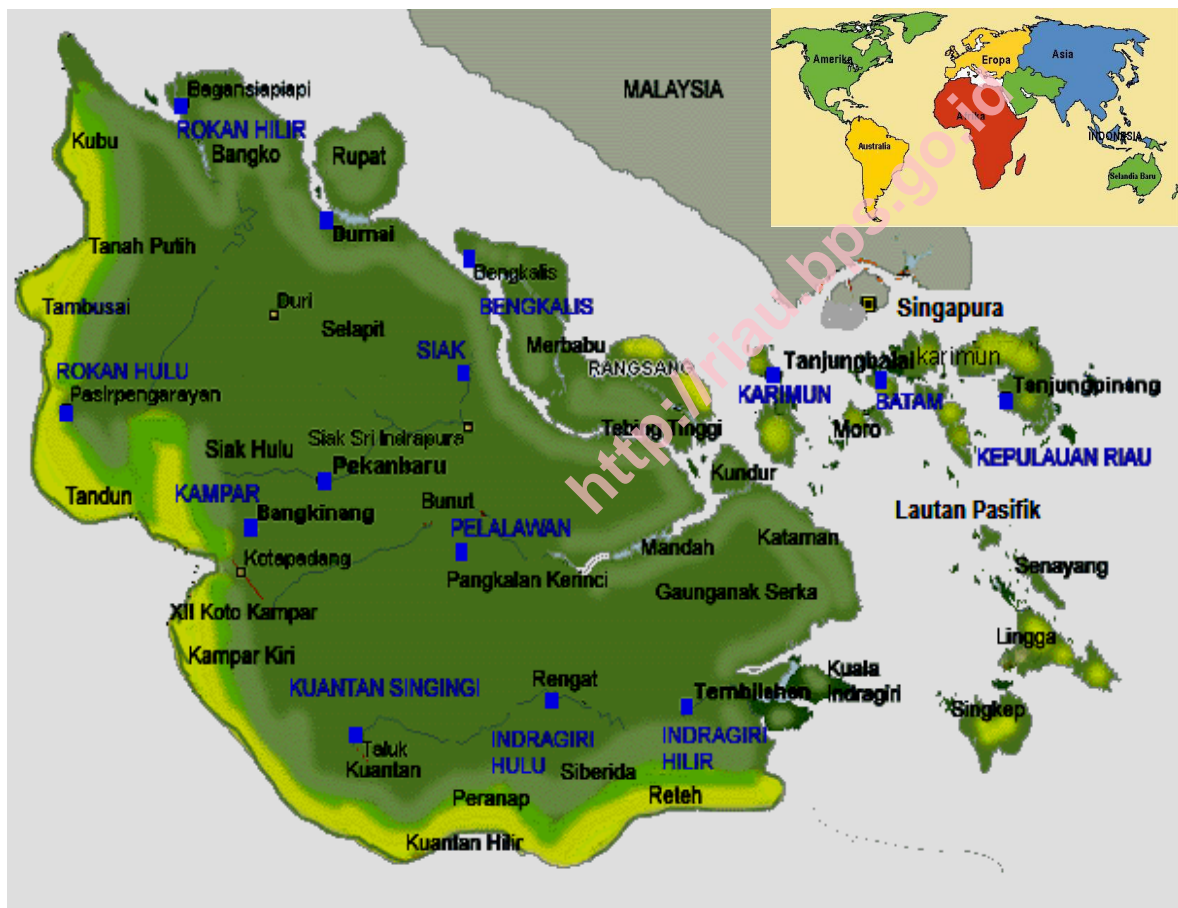 MALAYSIA
Amerika
Eropa
Asia
Afrika
INDONESIA
Australia
Selandia Baru
http://riau.bps.go.id
Bagansiapiapi
ROKAN HILIR
Kubu
Bangko
Rupat
Dumai
Tanah Putih
Bengkalis
BENGKALIS
Tambusai
Duri
Selapit
Singapura
SIAK
Merbabu
RANGSANG
Tanjungbalai
karimun
ROKAN HULU
Pasirpengarayan
KARIMUN
BATAM
Tanjungpinang
Siak Hulu
Siak Sri Indrapura
Tebing Tinggi
Moro
Pekanbaru
Kundur
KEPULAUAN RIAU
Tandun
KAMPAR
Bunut
Bangkinang
PELALAWAN
Lautan Pasifik
Kotapadang
Mandah
Kataman
Pangkalan Kerinci
Senayang
XII Koto Kampar
Gaunganak Serka
Kampar Kiri
Lingga
KUANTAN SINGINGI
Rengat
Tembilahan
Kuala
Indragiri
Singkep
Taluk
Kuantan
INDRAGIRI
HULU
INDRAGIRI
HILIR
Siberida
Peranap
Reteh
Kuantan Hilir